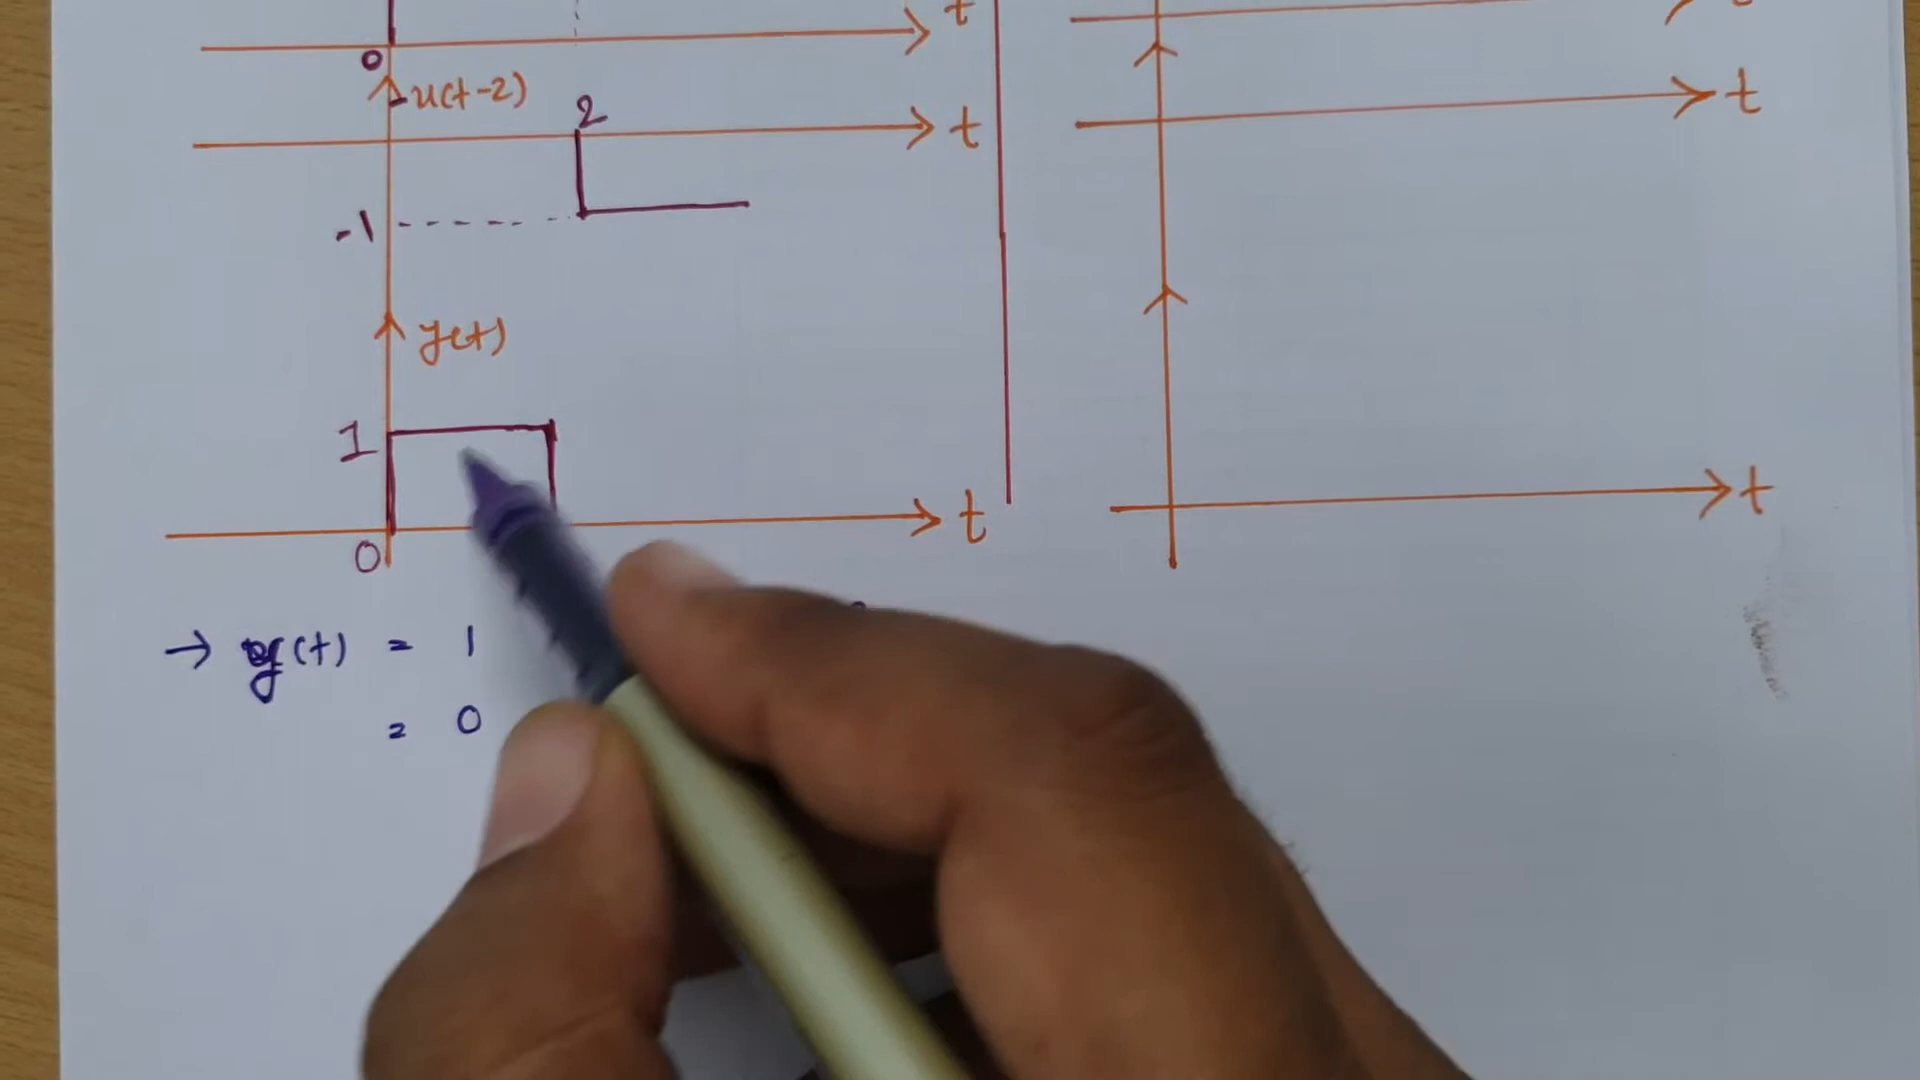 t
0
-u(t-2)
2
t
-1
y(t)
1
t
0
→ y(t) = 1
= 0
t
t
t